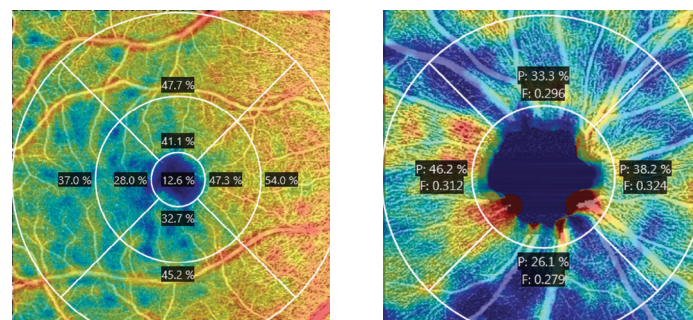 47.7 %
41.1 %
37.0 % 28.0 % 12.6 % 47.3 % 54.0 %
32.7 %
45.2 %
P: 33.3 %
F: 0.296
P: 46.2 %
F: 0.312
P: 38.2 %
F: 0.324
P: 26.1 %
F: 0.279